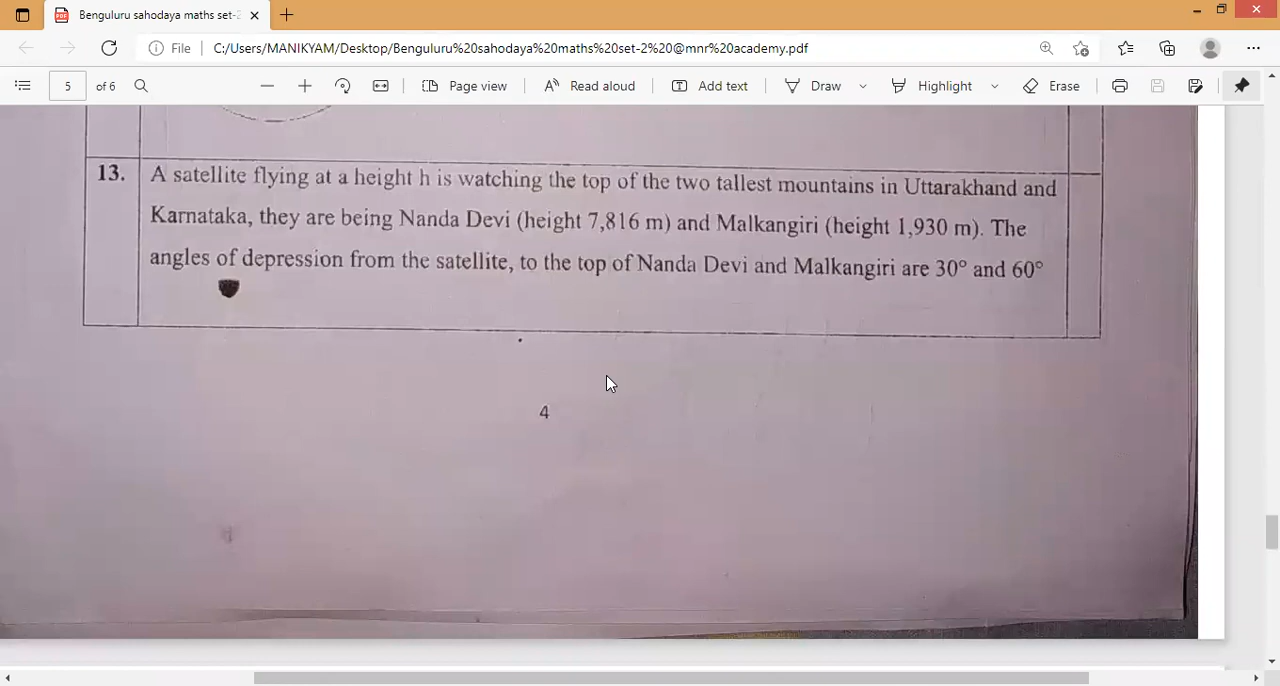 Benguluru sahodaya maths set-2
File
C:/Users/MANIKYAM/Desktop/Benguluru%20sahodaya%20maths%20set-2%20@mnr%20academy.pdf
5 of 6
Page view
Read aloud
Add text
Draw
Highlight
Erase
13. A satellite flying at a height h is watching the top of the two tallest mountains in Uttarakhand and
Karnataka, they are being Nanda Devi (height 7,816 m) and Malkangiri (height 1,930 m). The
angles of depression from the satellite, to the top of Nanda Devi and Malkangiri are 30° and 60°
4